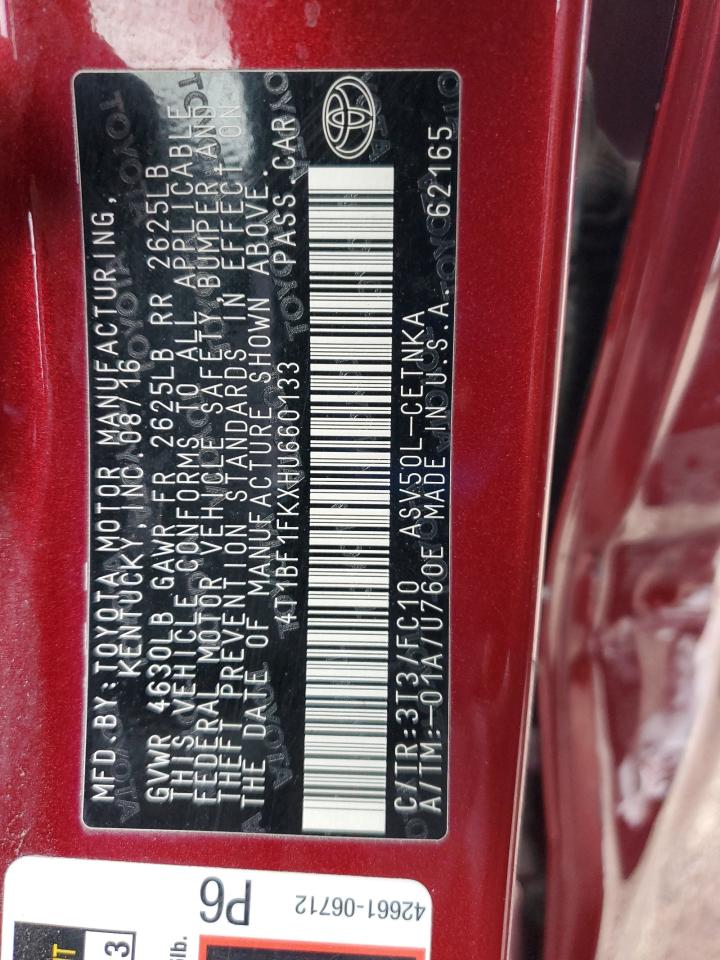 MFD.BY:TOYOTA MOTOR MANUFACTURING,
KENTUCKY,INC. 08/16
GVWR 4630LB GAWR FR 2625LB RR 2625LB
THIS VEHICLE CONFORMS TO ALL APPLICABLE
FEDERAL MOTOR VEHICLE SAFETY,BUMPER,AND
THEFT PREVENTION STANDARDS IN EFFECT ON
THE DATE OF MANUFACTURE SHOWN ABOVE.
4T1BF1FKXHU660133 PASS.CAR
C/TR:3T3/FC10 ASV50L-CETNKA
A/TM:-01A/U760E MADE IN U.S.A. 62165
P6
42661-06712
lb.
3